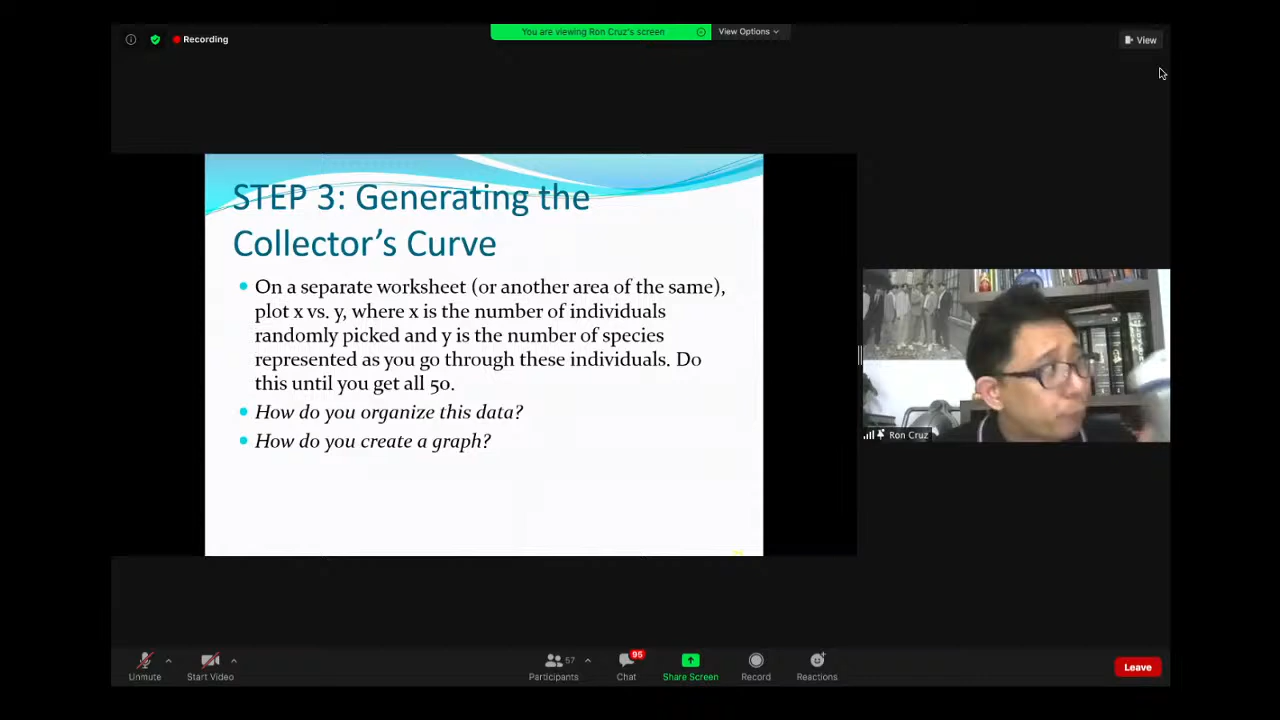 You are viewing Ron Cruz's screen
View Options
Recording
View
STEP 3: Generating the
Collector's Curve
On a separate worksheet (or another area of the same),
plot x vs. y, where x is the number of individuals
randomly picked and y is the number of species
represented as you go through these individuals. Do
this until you get all 50.
How do you organize this data?
How do you create a graph?
Ron Cruz
57
95
Unmute
Start Video
Participants
Chat
Share Screen
Record
Reactions
Leave